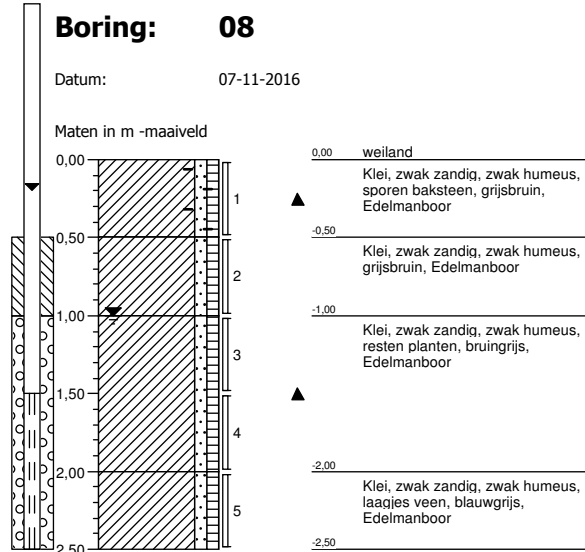 Boring: 08
Datum: 07-11-2016
Maten in m -maaiveld
0,00
0,50
1,00
1,50
2,00
2,50
1
2
3
4
5
0,00 weiland
Klei, zwak zandig, zwak humeus,
sporen baksteen, grijsbruin,
Edelmanboor
-0,50
Klei, zwak zandig, zwak humeus,
grijsbruin, Edelmanboor
-1,00
Klei, zwak zandig, zwak humeus,
resten planten, bruingrijs,
Edelmanboor
-2,00
Klei, zwak zandig, zwak humeus,
laagjes veen, blauwgrijs,
Edelmanboor
-2,50